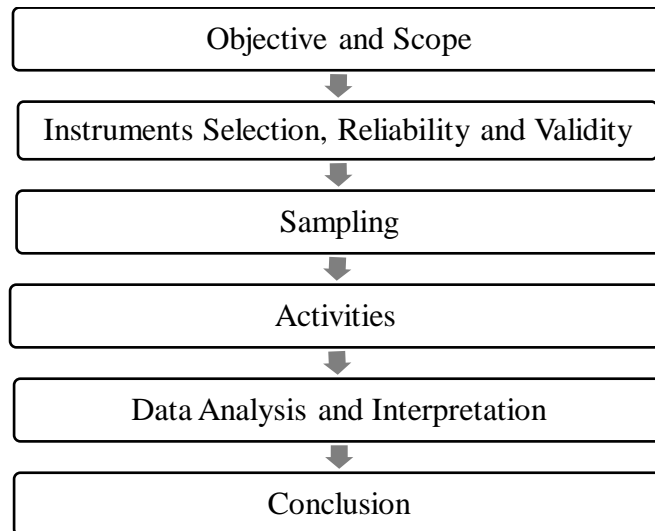 Objective and Scope
Instruments Selection, Reliability and Validity
Sampling
Activities
Data Analysis and Interpretation
Conclusion